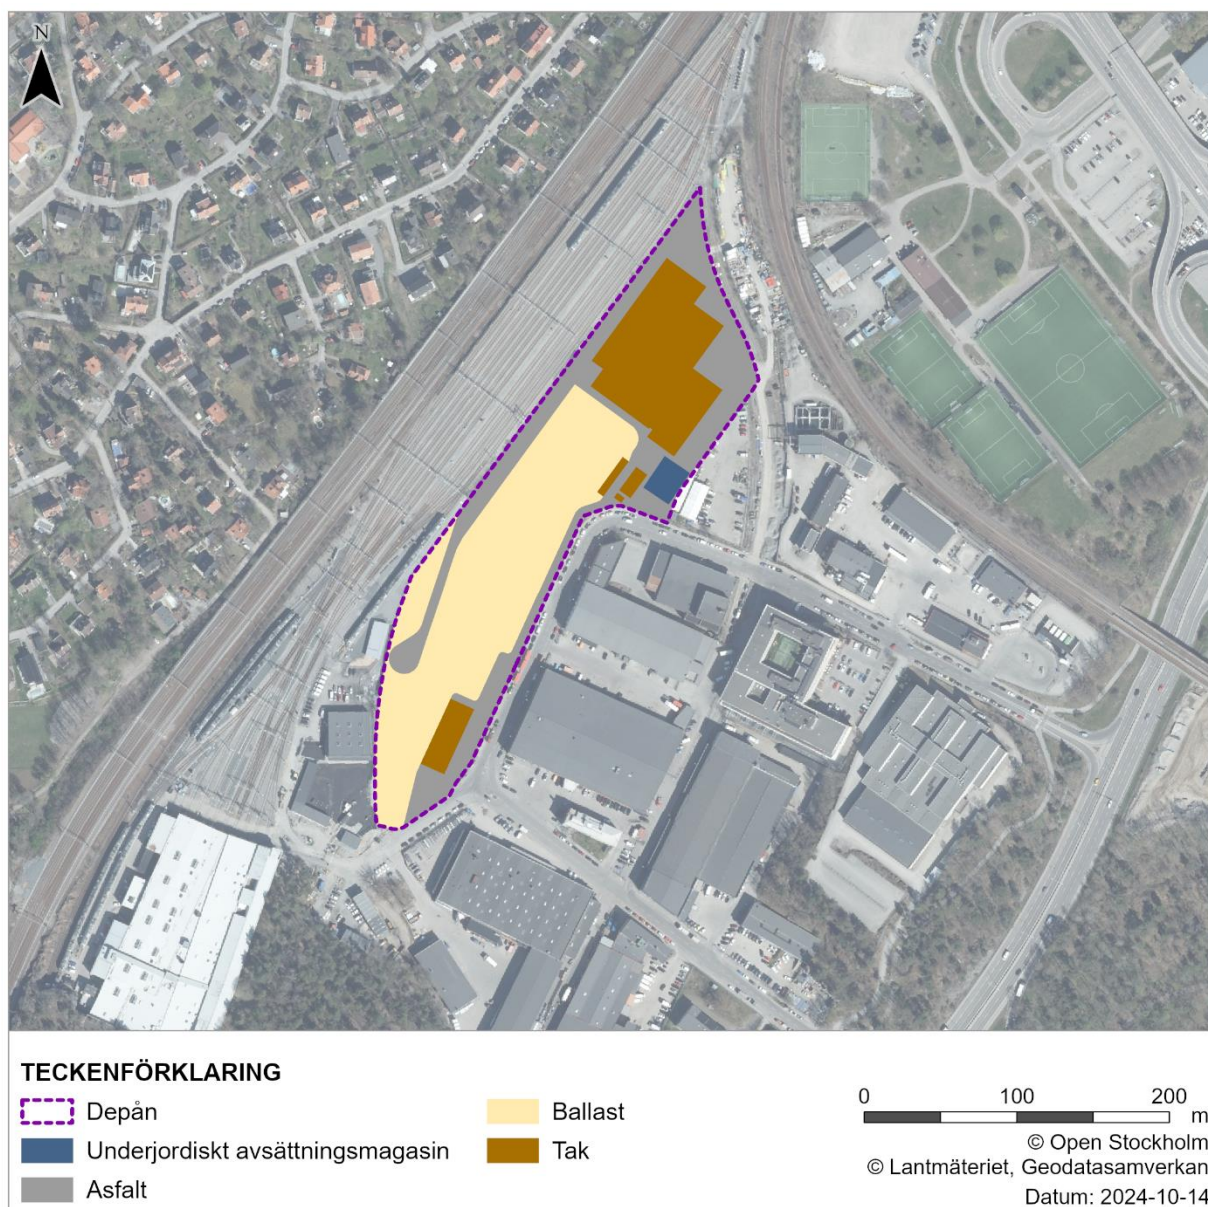 N
TECKENFÖRKLARING
Depån
Underjordiskt avsättningsmagasin
Asfalt
Ballast
Tak
0 100 200
m
© Open Stockholm
© Lantmäteriet, Geodatasamverkan
Datum: 2024-10-14